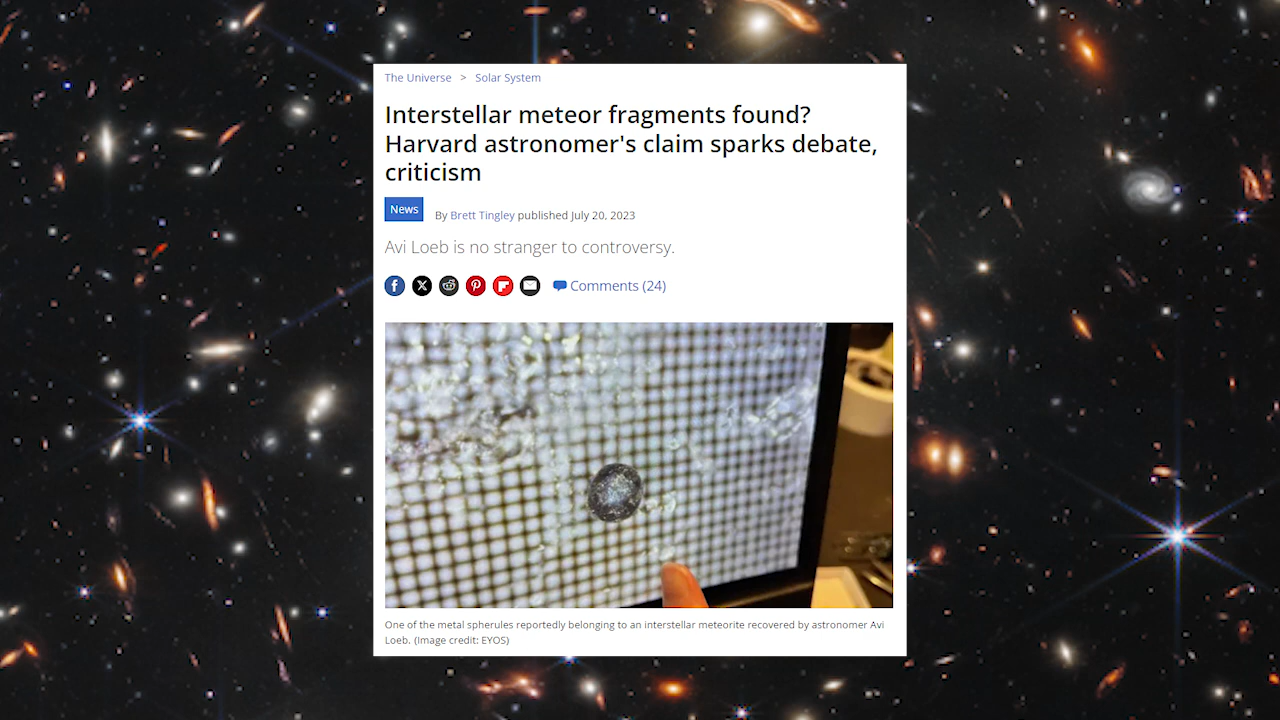 The Universe > Solar System
Interstellar meteor fragments found?
Harvard astronomer's claim sparks debate,
criticism
News By Brett Tingley published July 20, 2023
Avi Loeb is no stranger to controversy.
Comments (24)
One of the metal spherules reportedly belonging to an interstellar meteorite recovered by astronomer Avi
Loeb. (Image credit: EYOS)